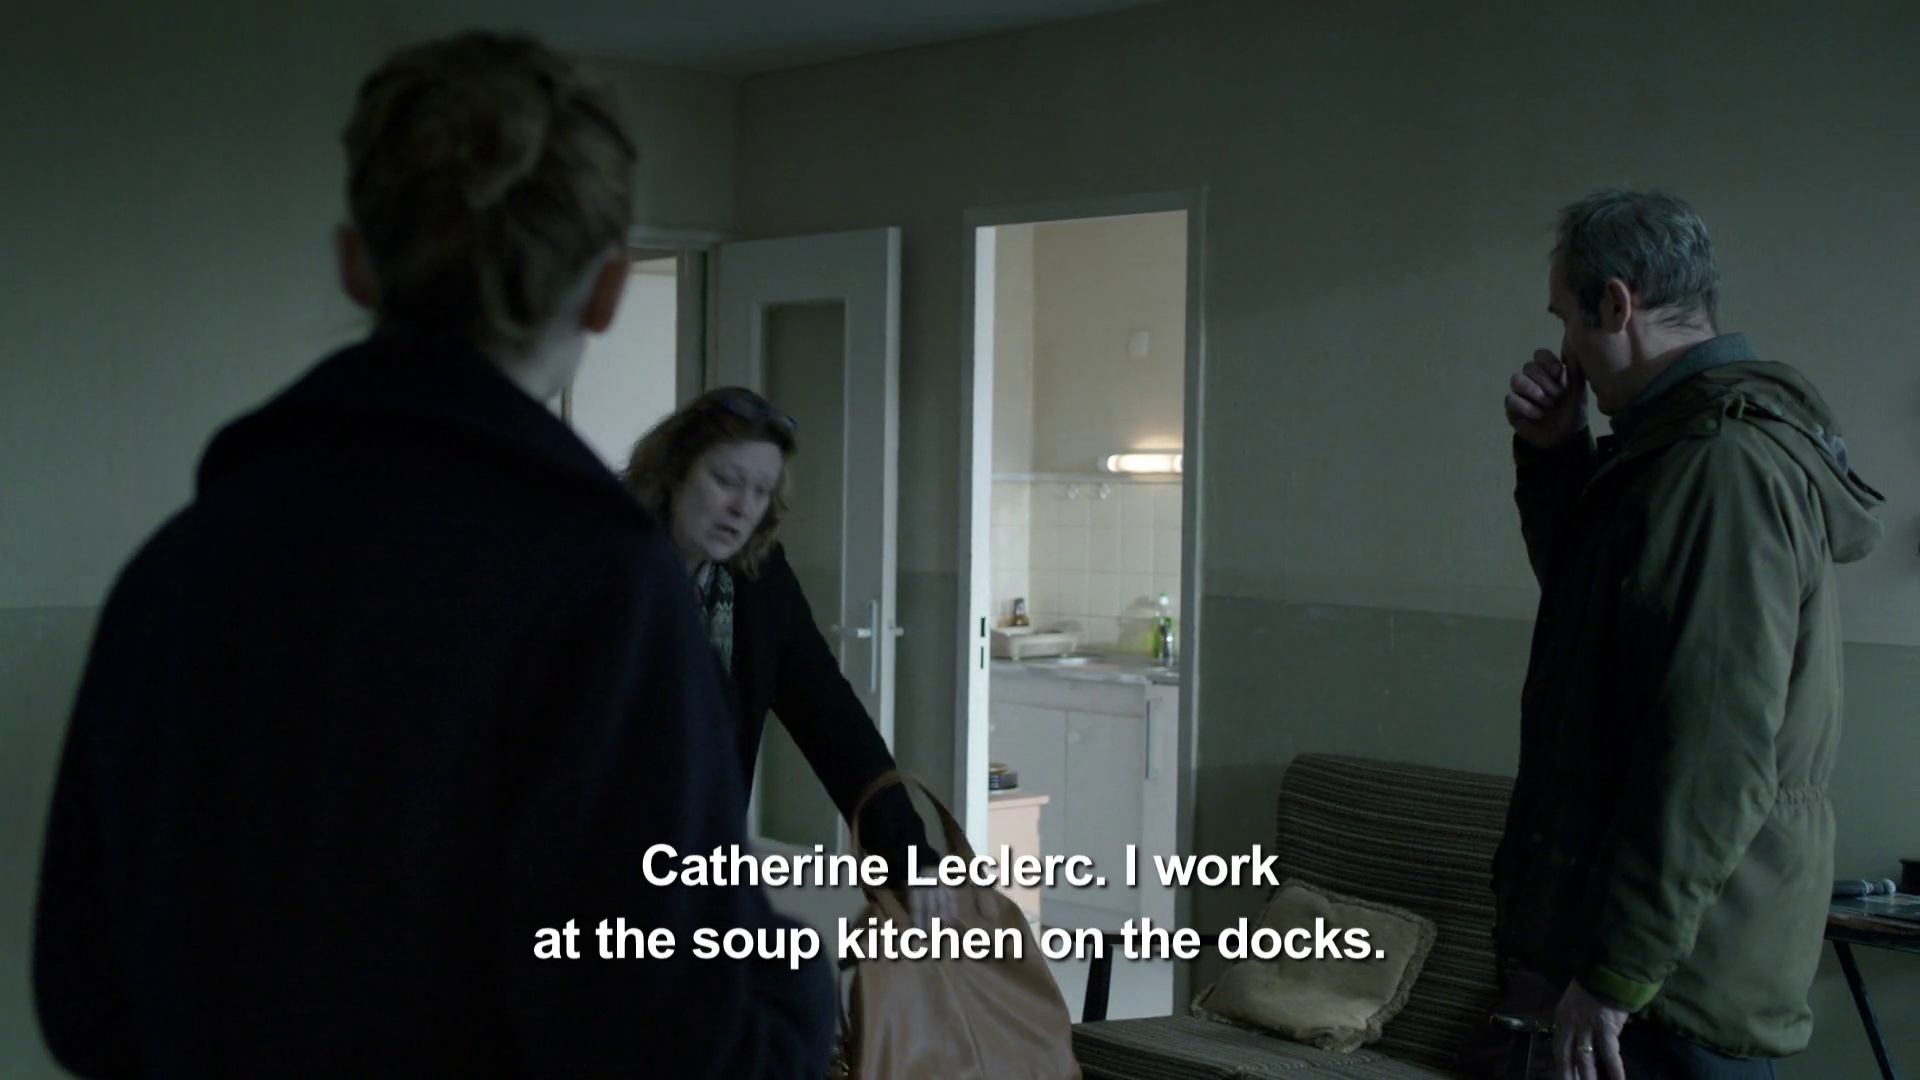 Catherine Leclerc. I work
at the soup kitchen on the docks.